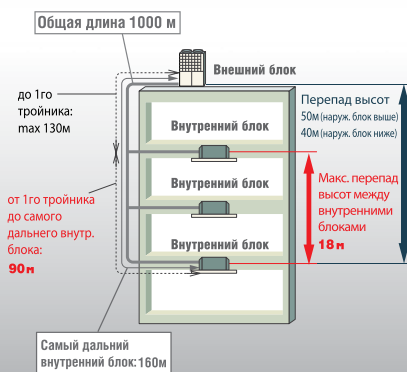 Общая длина 1000 м
Внешний блок
до 1го
тройника:
max 130м
Перепад высот
50м (наруж. блок выше)
40м (наруж. блок ниже)
Внутренний блок
Внутренний блок
Внутренний блок
от 1го тройника
до самого
дальнего внутр.
блока:
90м
Макс. перепад
высот между
внутренними
блоками
18м
Самый дальний
внутренний блок: 160м